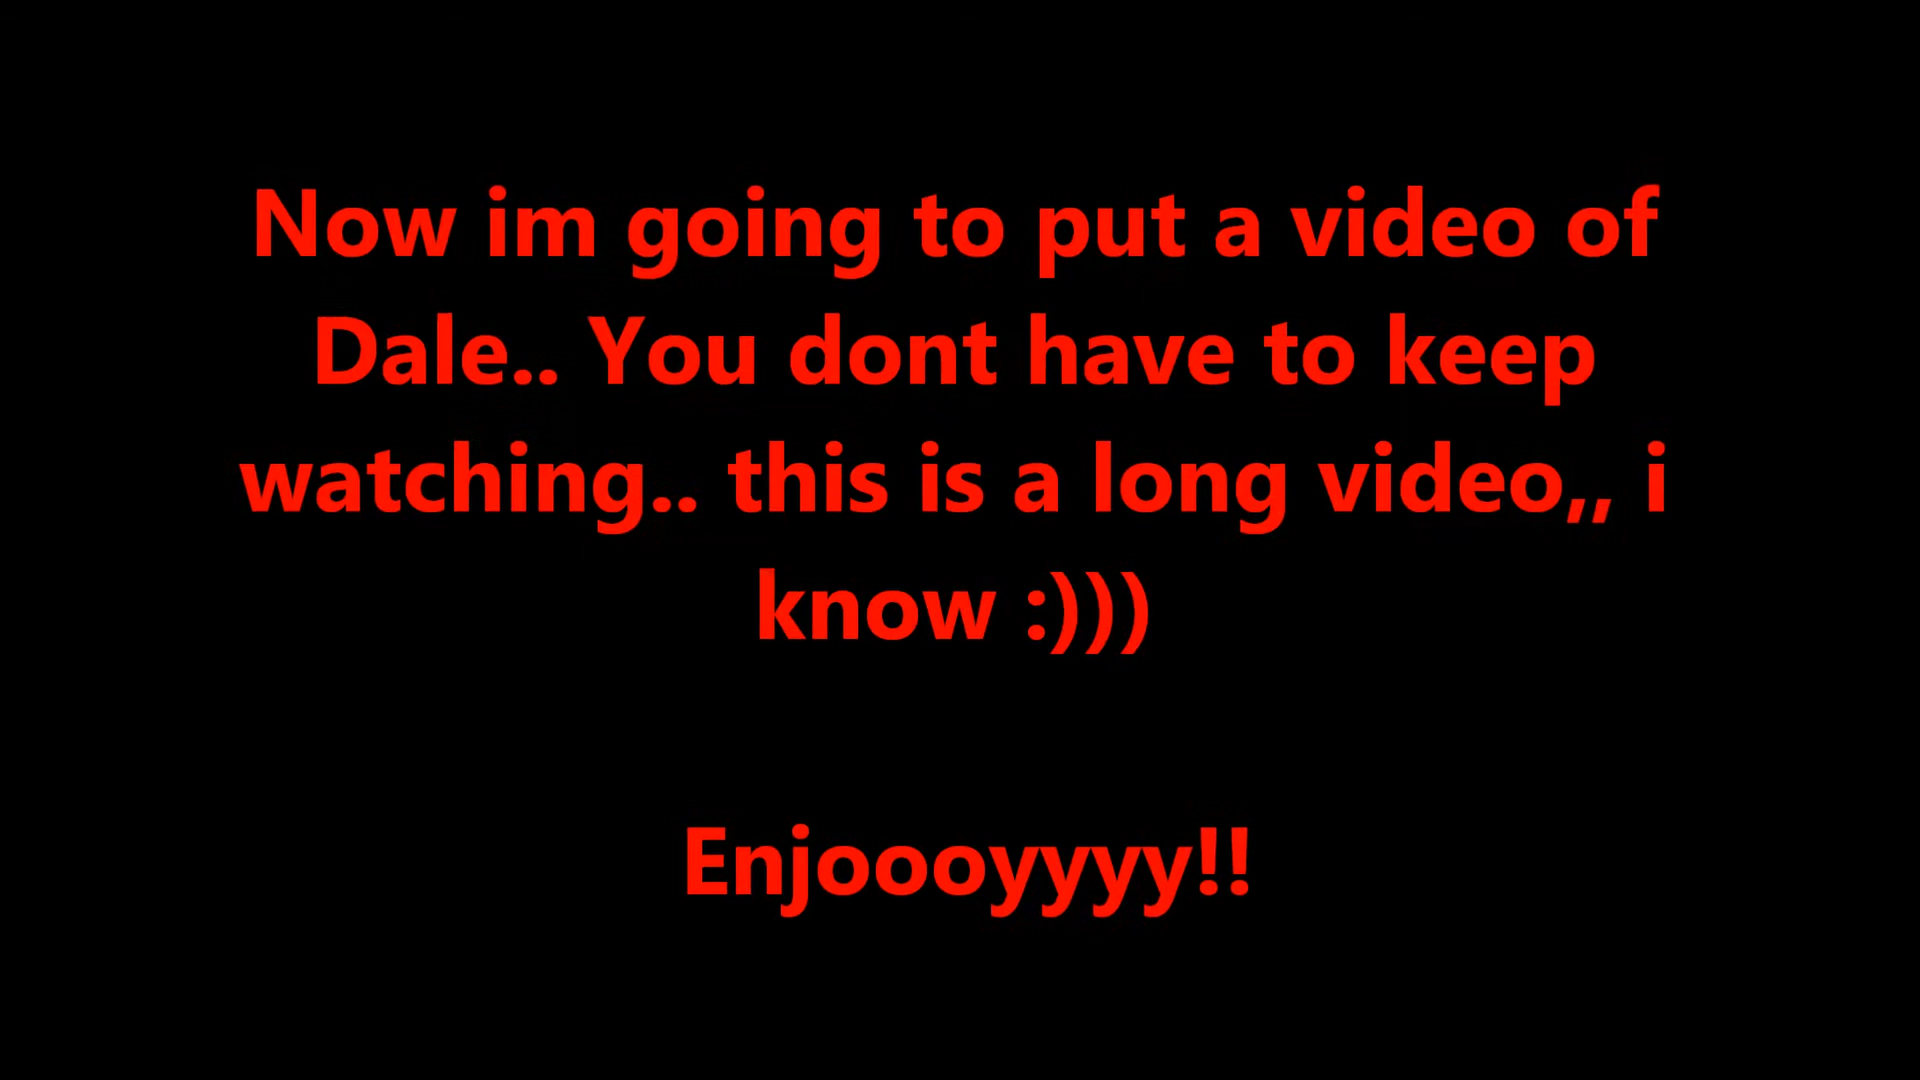 Now im going to put a video of
Dale.. You dont have to keep
watching.. this is a long video,, i
know :)))
Enjoooyyyy!!